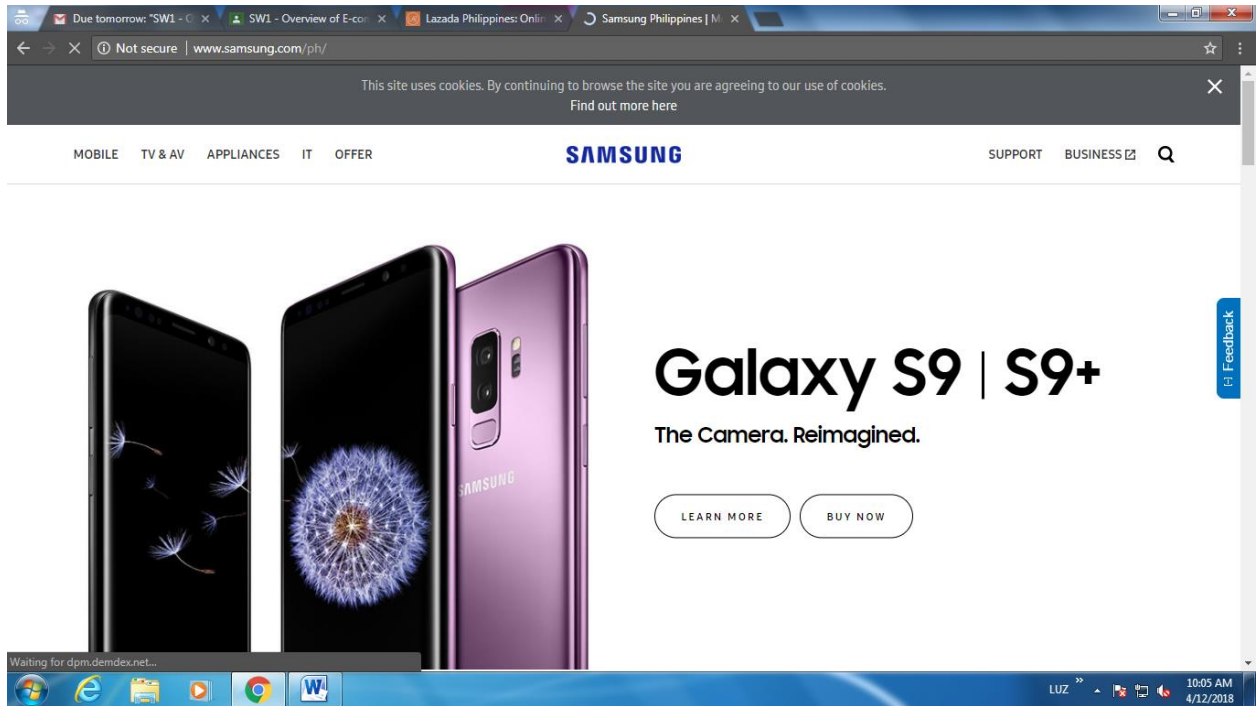 Due tomorrow: "SW1 - O
SW1 - Overview of E-con
Lazada Philippines: Onlin
Samsung Philippines | M
Not secure | www.samsung.com/ph/
This site uses cookies. By continuing to browse the site you are agreeing to our use of cookies.
Find out more here
MOBILE TV & AV APPLIANCES IT OFFER SAMSUNG SUPPORT BUSINESS
SAMSUNG
Galaxy S9 | S9+
The Camera. Reimagined.
LEARN MORE BUY NOW
[-] Feedback
Waiting for dpm.demdex.net...
LUZ 10:05 AM
4/12/2018